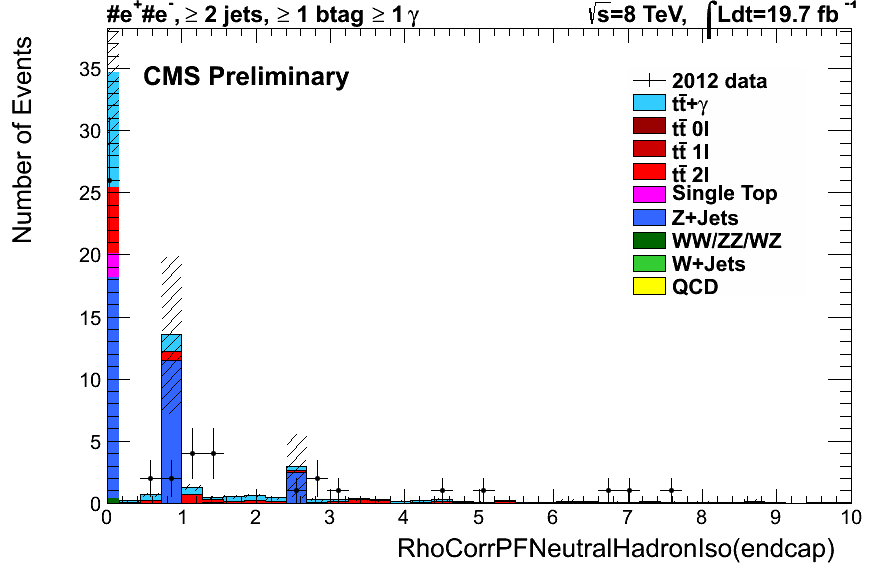 #e+#e-, ≥ 2 jets, ≥ 1 btag ≥ 1 γ
√s=8 TeV, ∫Ldt=19.7 fb-1
CMS Preliminary
2012 data
tt̄+γ
tt̄ 0l
tt̄ 1l
tt̄ 2l
Single Top
Z+Jets
WW/ZZ/WZ
W+Jets
QCD
Number of Events
35
30
25
20
15
10
5
0
0 1 2 3 4 5 6 7 8 9 10
RhoCorrPFNeutralHadronIso(endcap)